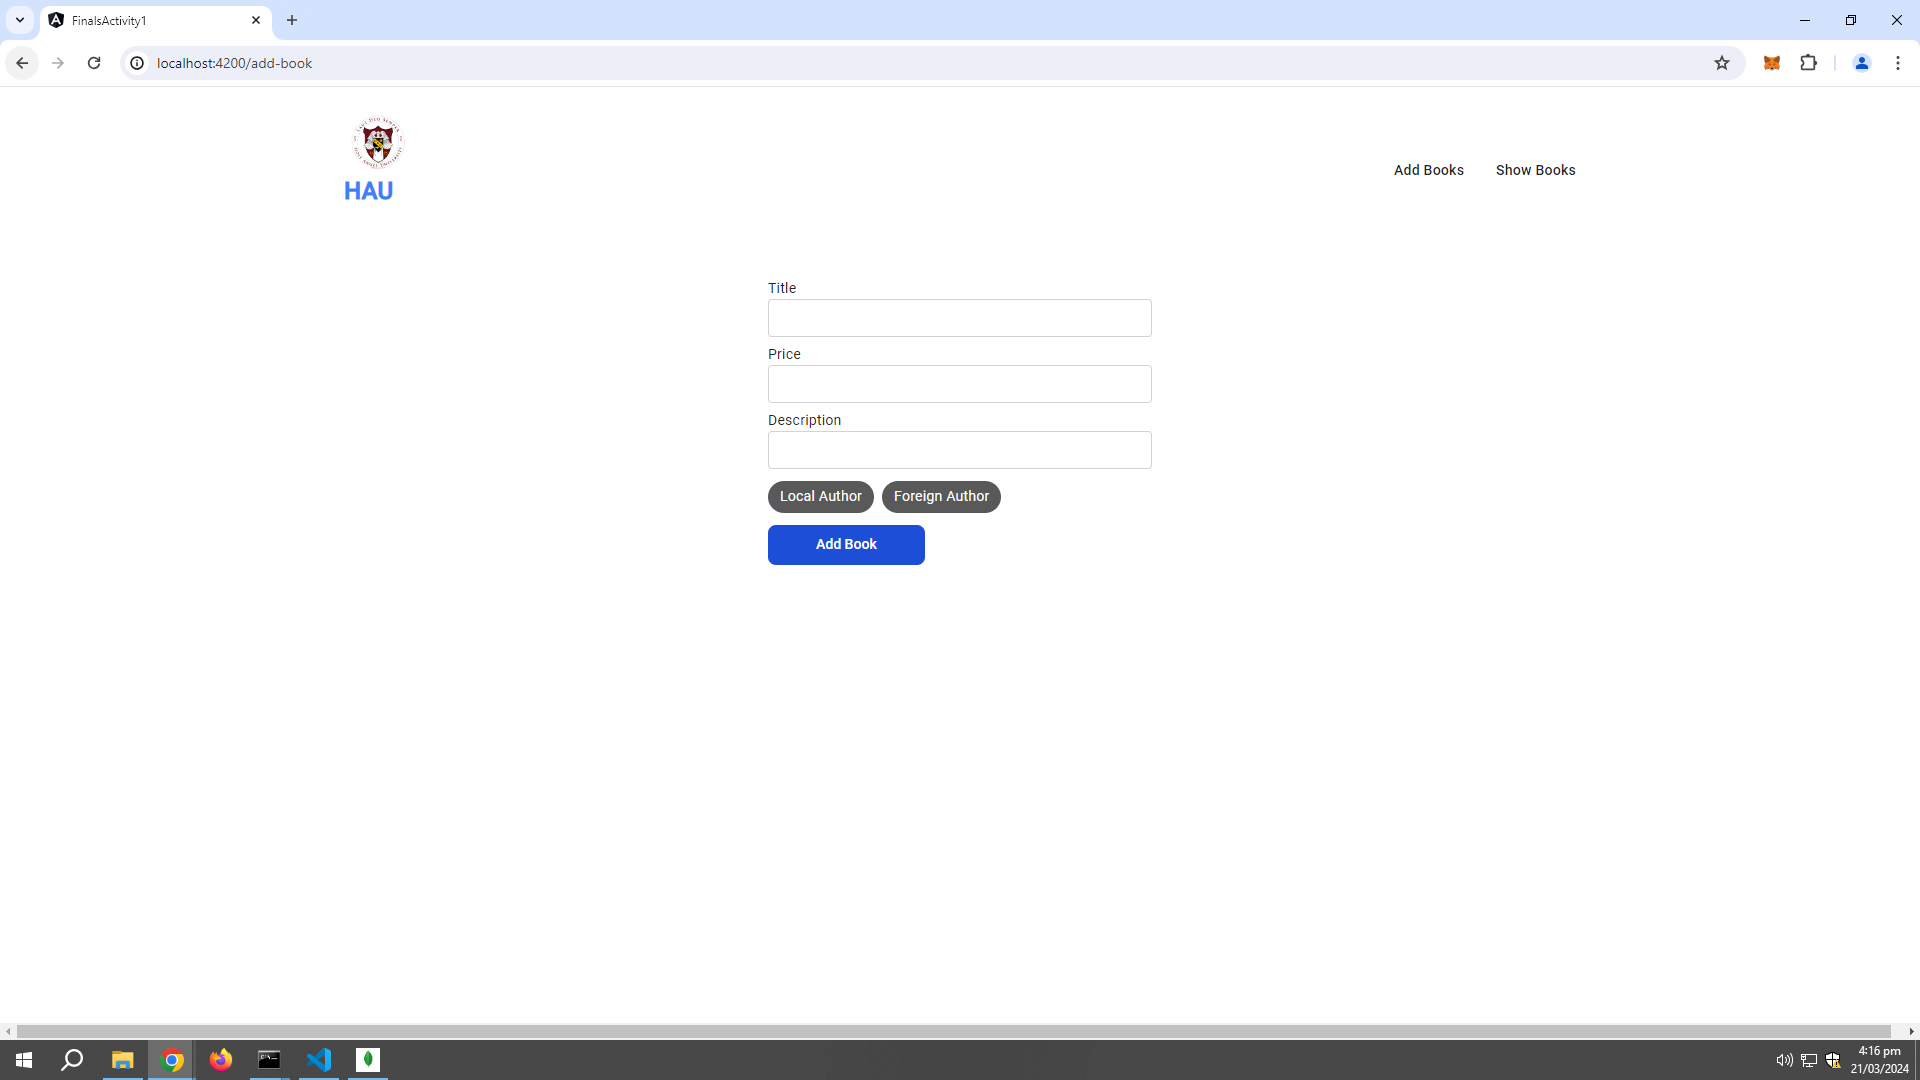 FinalsActivity1
localhost:4200/add-book
HAU
Add Books
Show Books
Title
Price
Description
Local Author
Foreign Author
Add Book
4:16 pm
21/03/2024